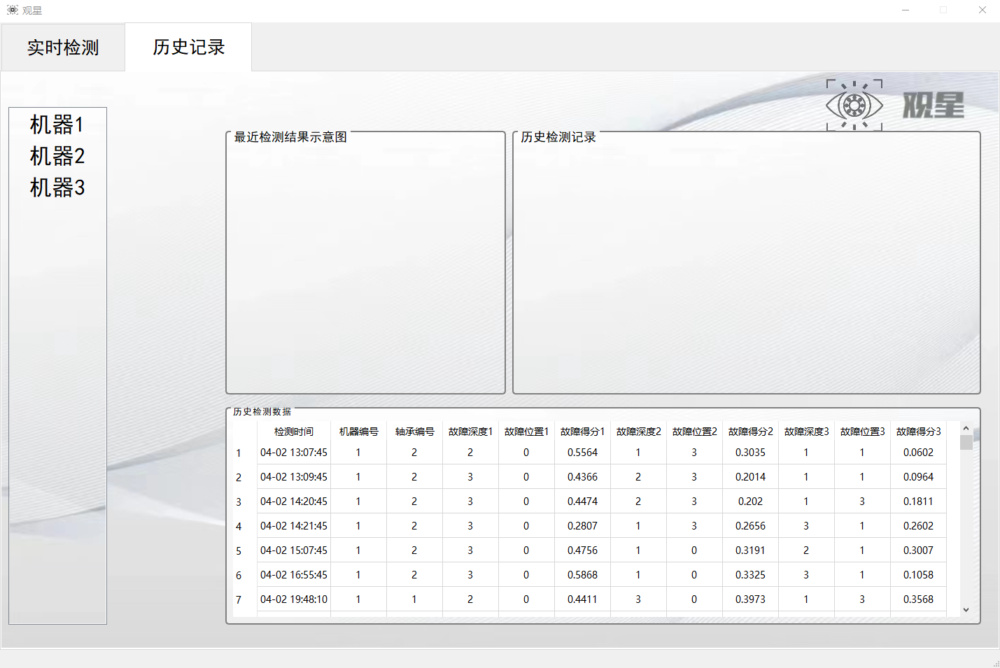 观星
实时检测 历史记录
观星
机器1
机器2
机器3
最近检测结果示意图
历史检测记录
历史检测数据
检测时间 机器编号 轴承编号 故障深度1 故障位置1 故障得分1 故障深度2 故障位置2 故障得分2 故障深度3 故障位置3 故障得分3
1 04-02 13:07:45 1 2 2 0 0.5564 1 3 0.3035 1 1 0.0602
2 04-02 13:09:45 1 2 3 0 0.4366 2 3 0.2014 1 1 0.0964
3 04-02 14:20:45 1 2 3 0 0.4474 2 3 0.202 1 3 0.1811
4 04-02 14:21:45 1 2 3 0 0.2807 1 3 0.2656 3 1 0.2602
5 04-02 15:07:45 1 2 3 0 0.4756 1 0 0.3191 2 1 0.3007
6 04-02 16:55:45 1 2 3 0 0.5868 1 0 0.3325 3 1 0.1058
7 04-02 19:48:10 1 1 2 0 0.4411 3 0 0.3973 1 3 0.3568